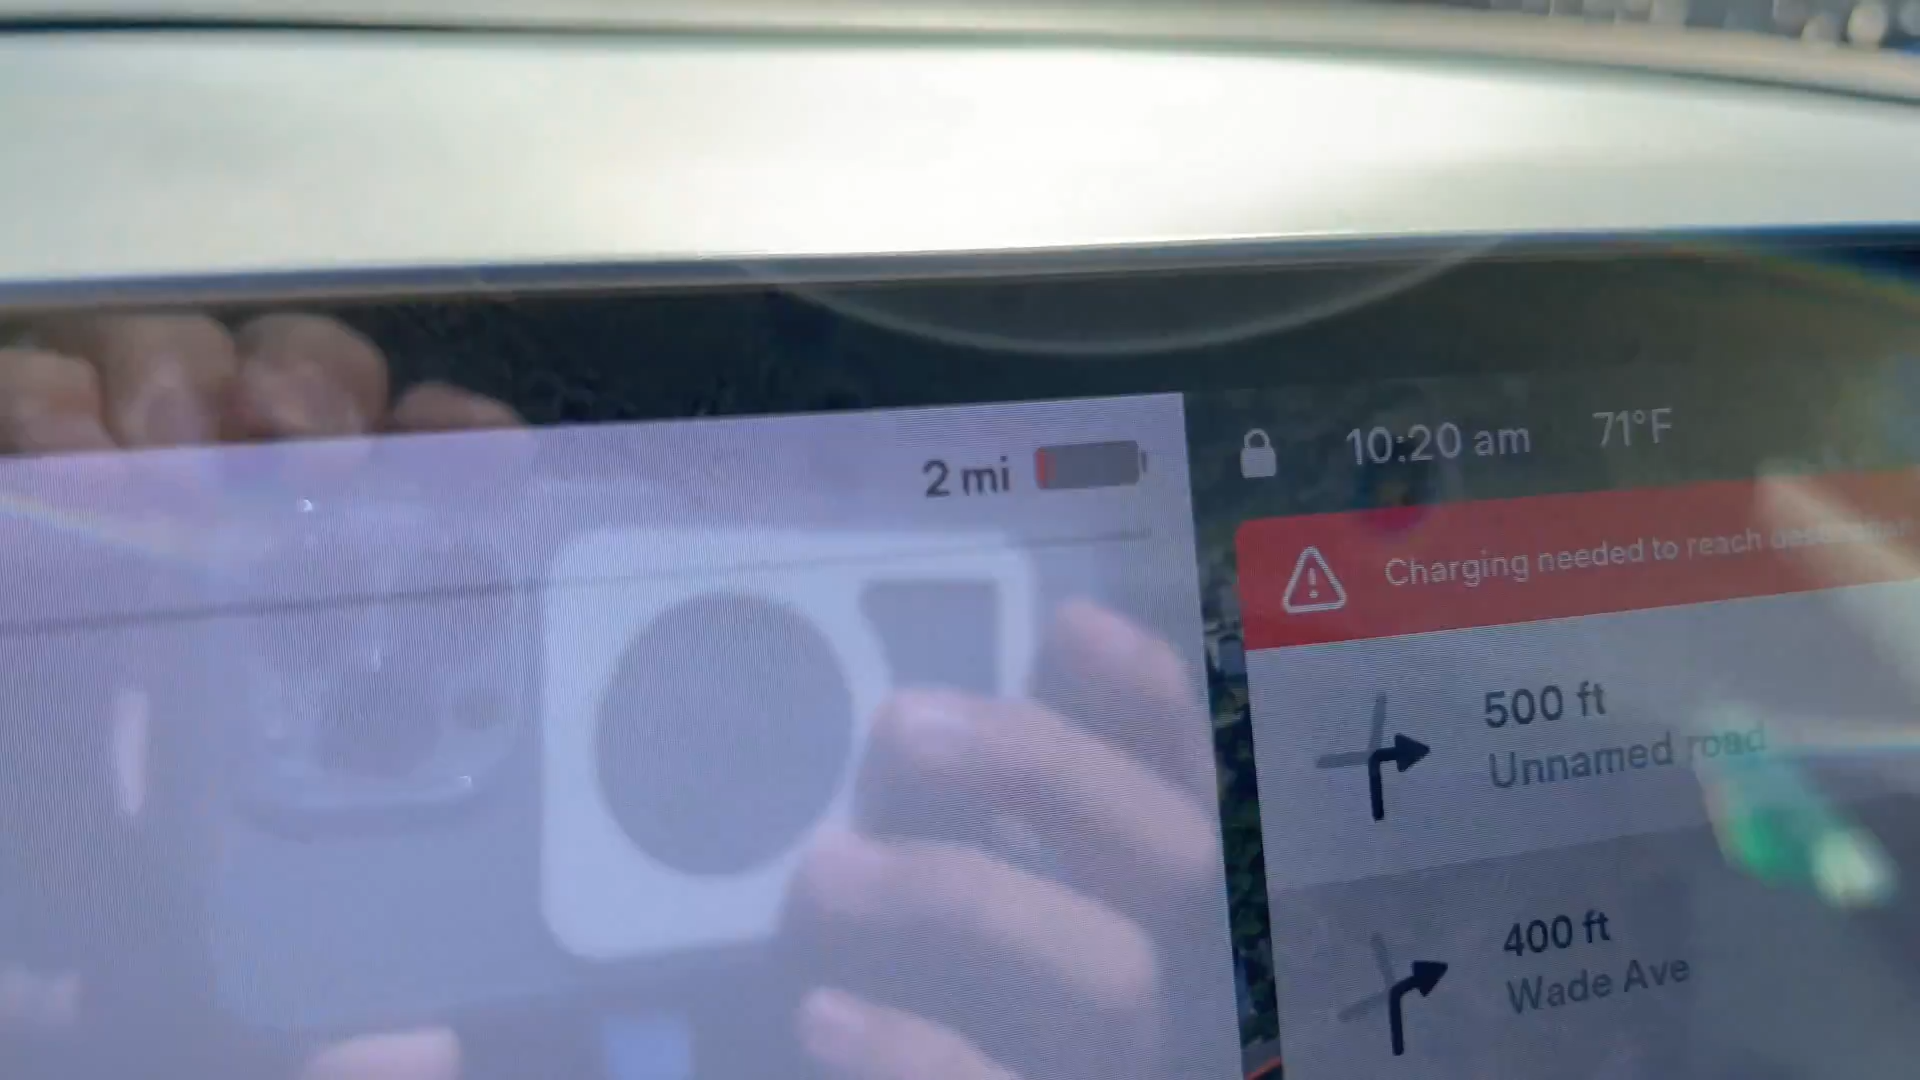 2 mi
10:20 am 71°F
Charging needed to reach
500 ft
Unnamed road
400 ft
Wade Ave